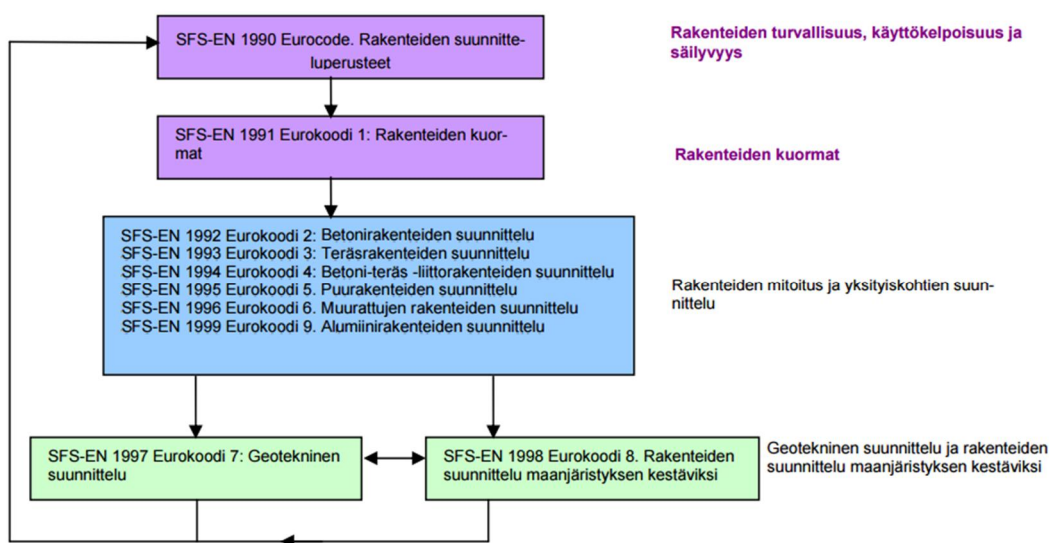 SFS-EN 1990 Eurocode. Rakenteiden suunnitte-
luperusteet
Rakenteiden turvallisuus, käyttökelpoisuus ja
säilyvyys
SFS-EN 1991 Eurokoodi 1: Rakenteiden kuor-
mat
Rakenteiden kuormat
SFS-EN 1992 Eurokoodi 2: Betonirakenteiden suunnittelu
SFS-EN 1993 Eurokoodi 3: Teräsrakenteiden suunnittelu
SFS-EN 1994 Eurokoodi 4: Betoni-teräs -liittorakenteiden suunnittelu
SFS-EN 1995 Eurokoodi 5. Puurakenteiden suunnittelu
SFS-EN 1996 Eurokoodi 6. Muurattujen rakenteiden suunnittelu
SFS-EN 1999 Eurokoodi 9. Alumiinirakenteiden suunnittelu
Rakenteiden mitoitus ja yksityiskohtien suun-
nittelu
SFS-EN 1997 Eurokoodi 7: Geotekninen
suunnittelu
SFS-EN 1998 Eurokoodi 8. Rakenteiden
suunnittelu maanjäristyksen kestäviksi
Geotekninen suunnittelu ja rakenteiden
suunnittelu maanjäristyksen kestäviksi